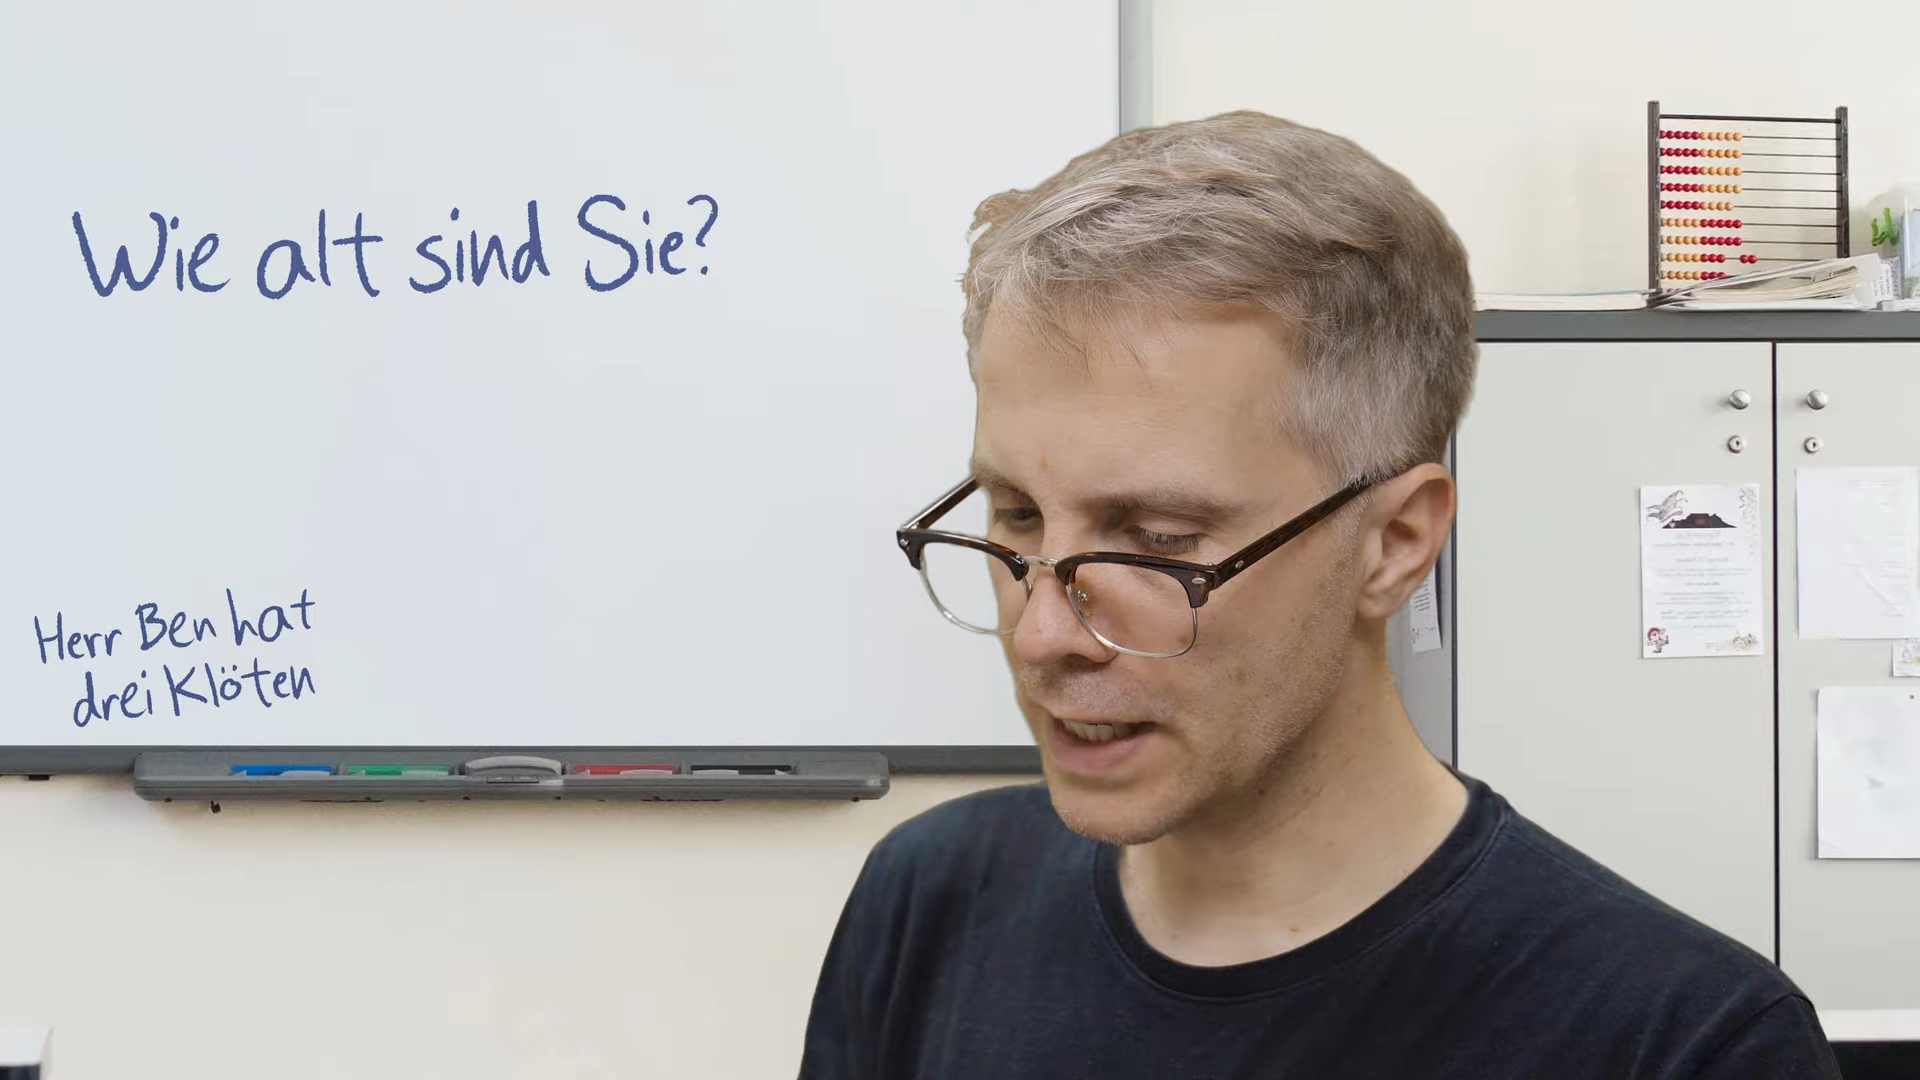 Wie alt sind Sie?
Herr Ben hat
drei Klöten